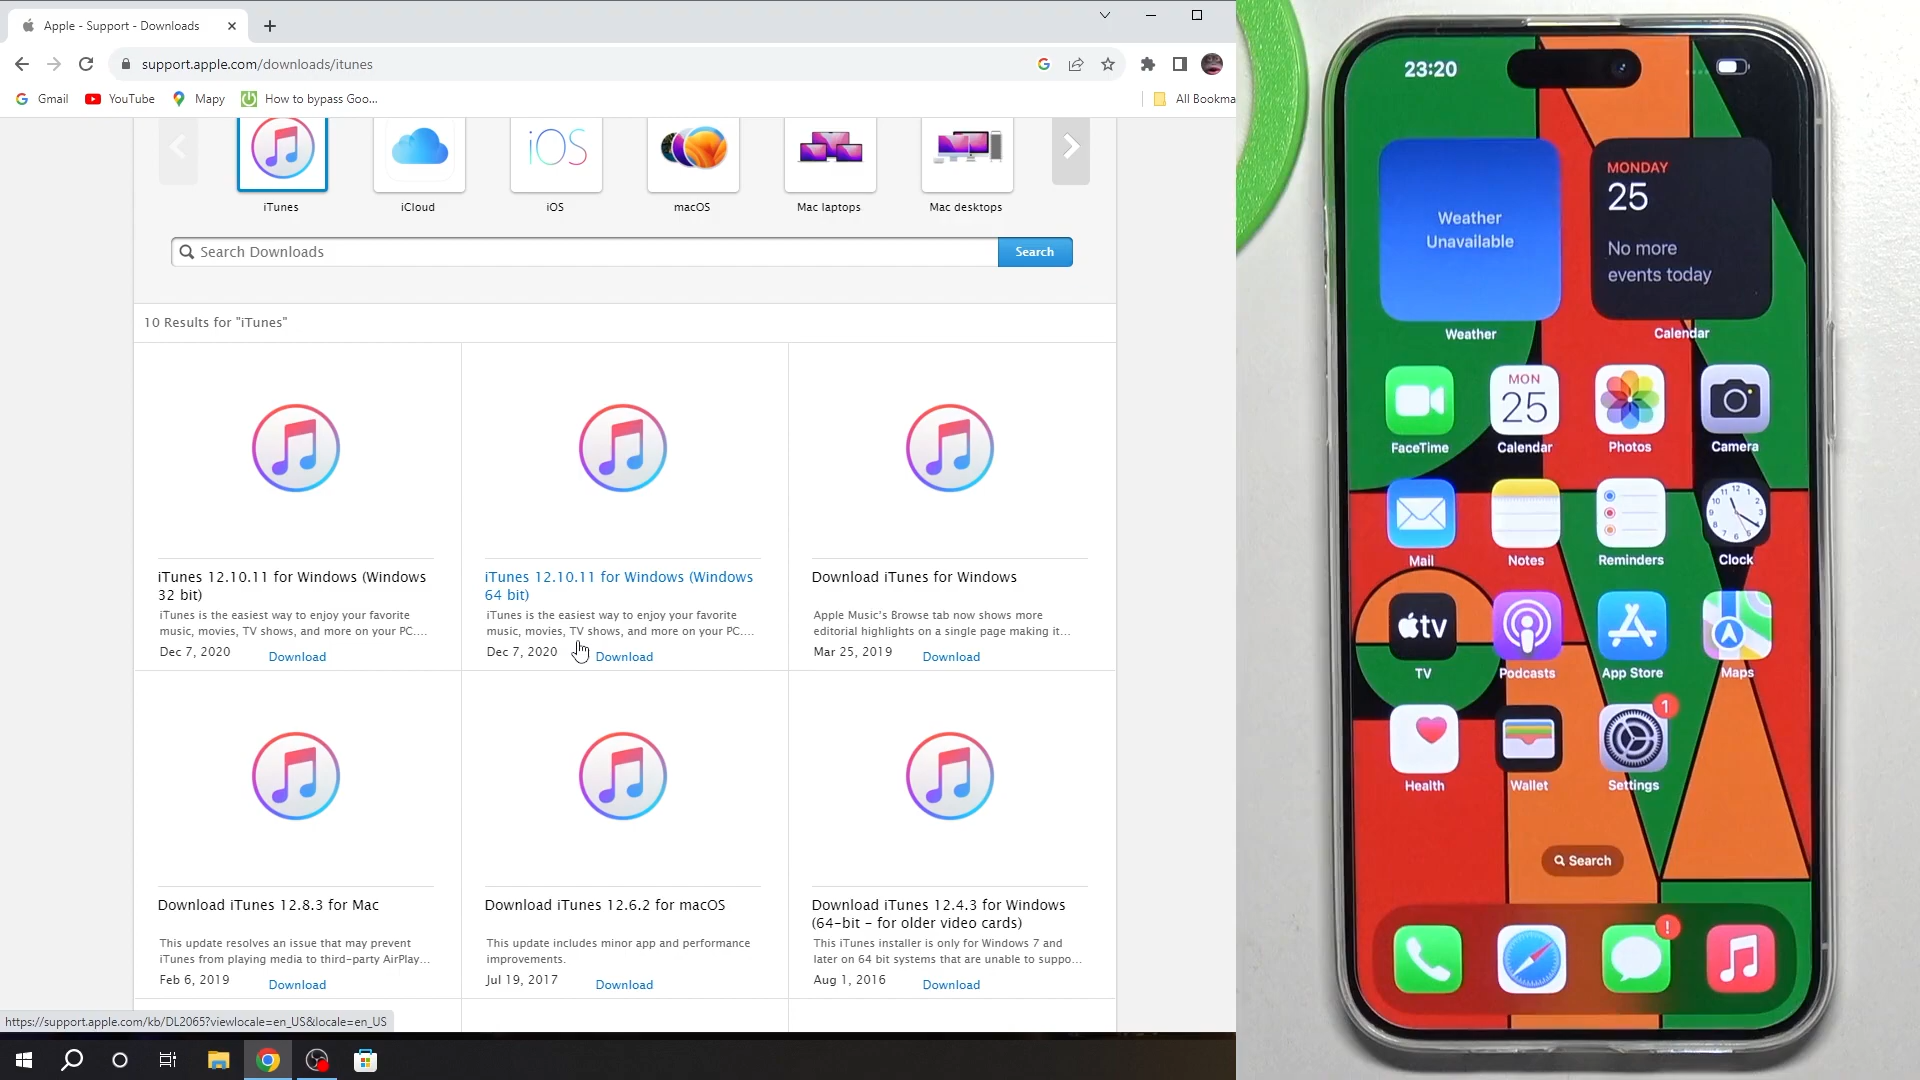 Apple - Support - Downloads
support.apple.com/downloads/itunes
Gmail
YouTube
Mapy
How to bypass Goo...
All Bookma
iOS
iTunes
iCloud
iOS
macOS
Mac laptops
Mac desktops
Search Downloads
Search
10 Results for "iTunes"
iTunes 12.10.11 for Windows (Windows
32 bit)
iTunes is the easiest way to enjoy your favorite
music, movies, TV shows, and more on your PC....
Dec 7, 2020
Download
iTunes 12.10.11 for Windows (Windows
64 bit)
iTunes is the easiest way to enjoy your favorite
music, movies, TV shows, and more on your PC....
Dec 7, 2020
Download
Download iTunes for Windows
Apple Music's Browse tab now shows more
editorial highlights on a single page making it...
Mar 25, 2019
Download
Download iTunes 12.8.3 for Mac
This update resolves an issue that may prevent
iTunes from playing media to third-party AirPlay...
Feb 6, 2019
Download
Download iTunes 12.6.2 for macOS
This update includes minor app and performance
improvements.
Jul 19, 2017
Download
Download iTunes 12.4.3 for Windows
(64-bit - for older video cards)
This iTunes installer is only for Windows 7 and
later on 64 bit systems that are unable to suppo...
Aug 1, 2016
Download
https://support.apple.com/kb/DL2065?viewlocale=en_US&locale=en_US
23:20
Weather
Unavailable
Weather
MONDAY
25
No more
events today
Calendar
FaceTime
MON
25
Calendar
Photos
Camera
Mail
Notes
Reminders
Clock
tv
TV
Podcasts
App Store
Maps
Health
Wallet
1
Settings
Search
!